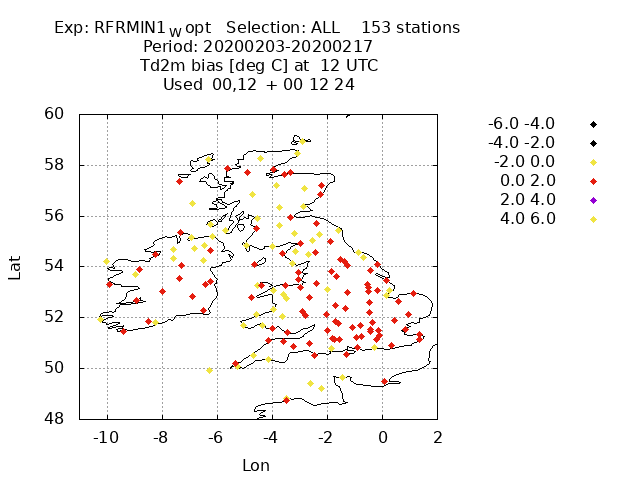 Exp: RFRMIN1wopt Selection: ALL 153 stations
Period: 20200203-20200217
Td2m bias [deg C] at 12 UTC
Used 00,12 + 00 12 24
60
58
56
54
52
50
48
Lat
-10 -8 -6 -4 -2 0 2
Lon
-6.0 -4.0
-4.0 -2.0
-2.0 0.0
0.0 2.0
2.0 4.0
4.0 6.0